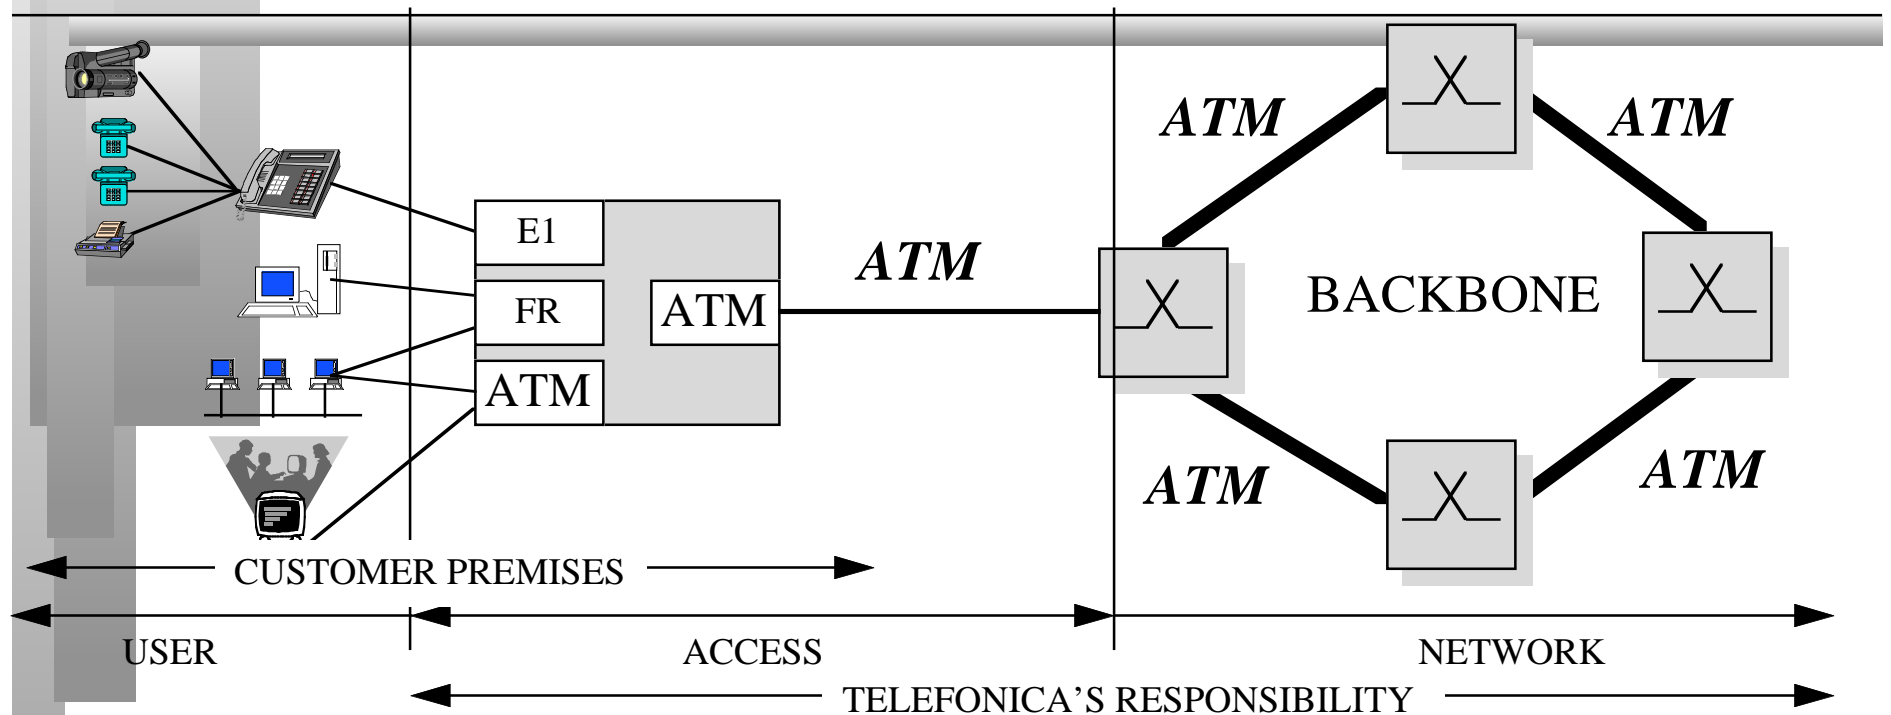 ATM
ATM
E1
ATM
FR
ATM
BACKBONE
ATM
ATM
ATM
CUSTOMER PREMISES
USER
ACCESS
NETWORK
TELEFONICA'S RESPONSIBILITY